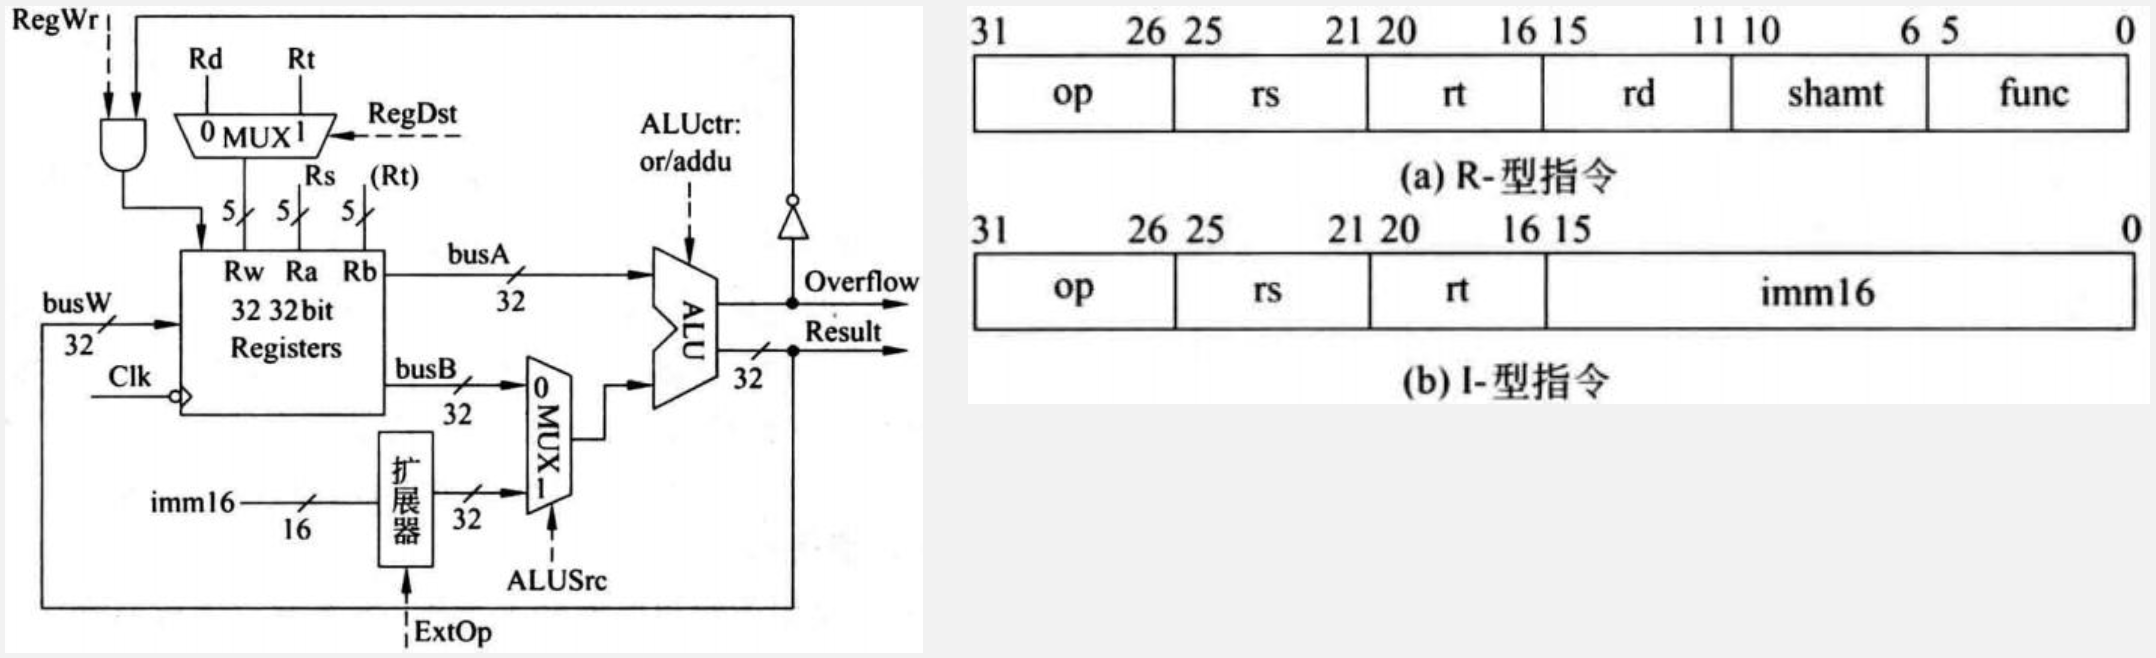 RegWr
Rd
Rt
0 MUX 1
RegDst
Rs
(Rt)
5
5
5
ALUctr:
or/addu
Rw Ra Rb
32 32bit
Registers
busW
32
Clk
busA
32
busB
32
0 MUX 1
ALU
Overflow
Result
32
imm16
16
扩展器
32
ALUSrc
ExtOp
31 26 25 21 20 16 15 11 10 6 5 0
op rs rt rd shamt func
(a) R-型指令
31 26 25 21 20 16 15 0
op rs rt imm16
(b) I-型指令